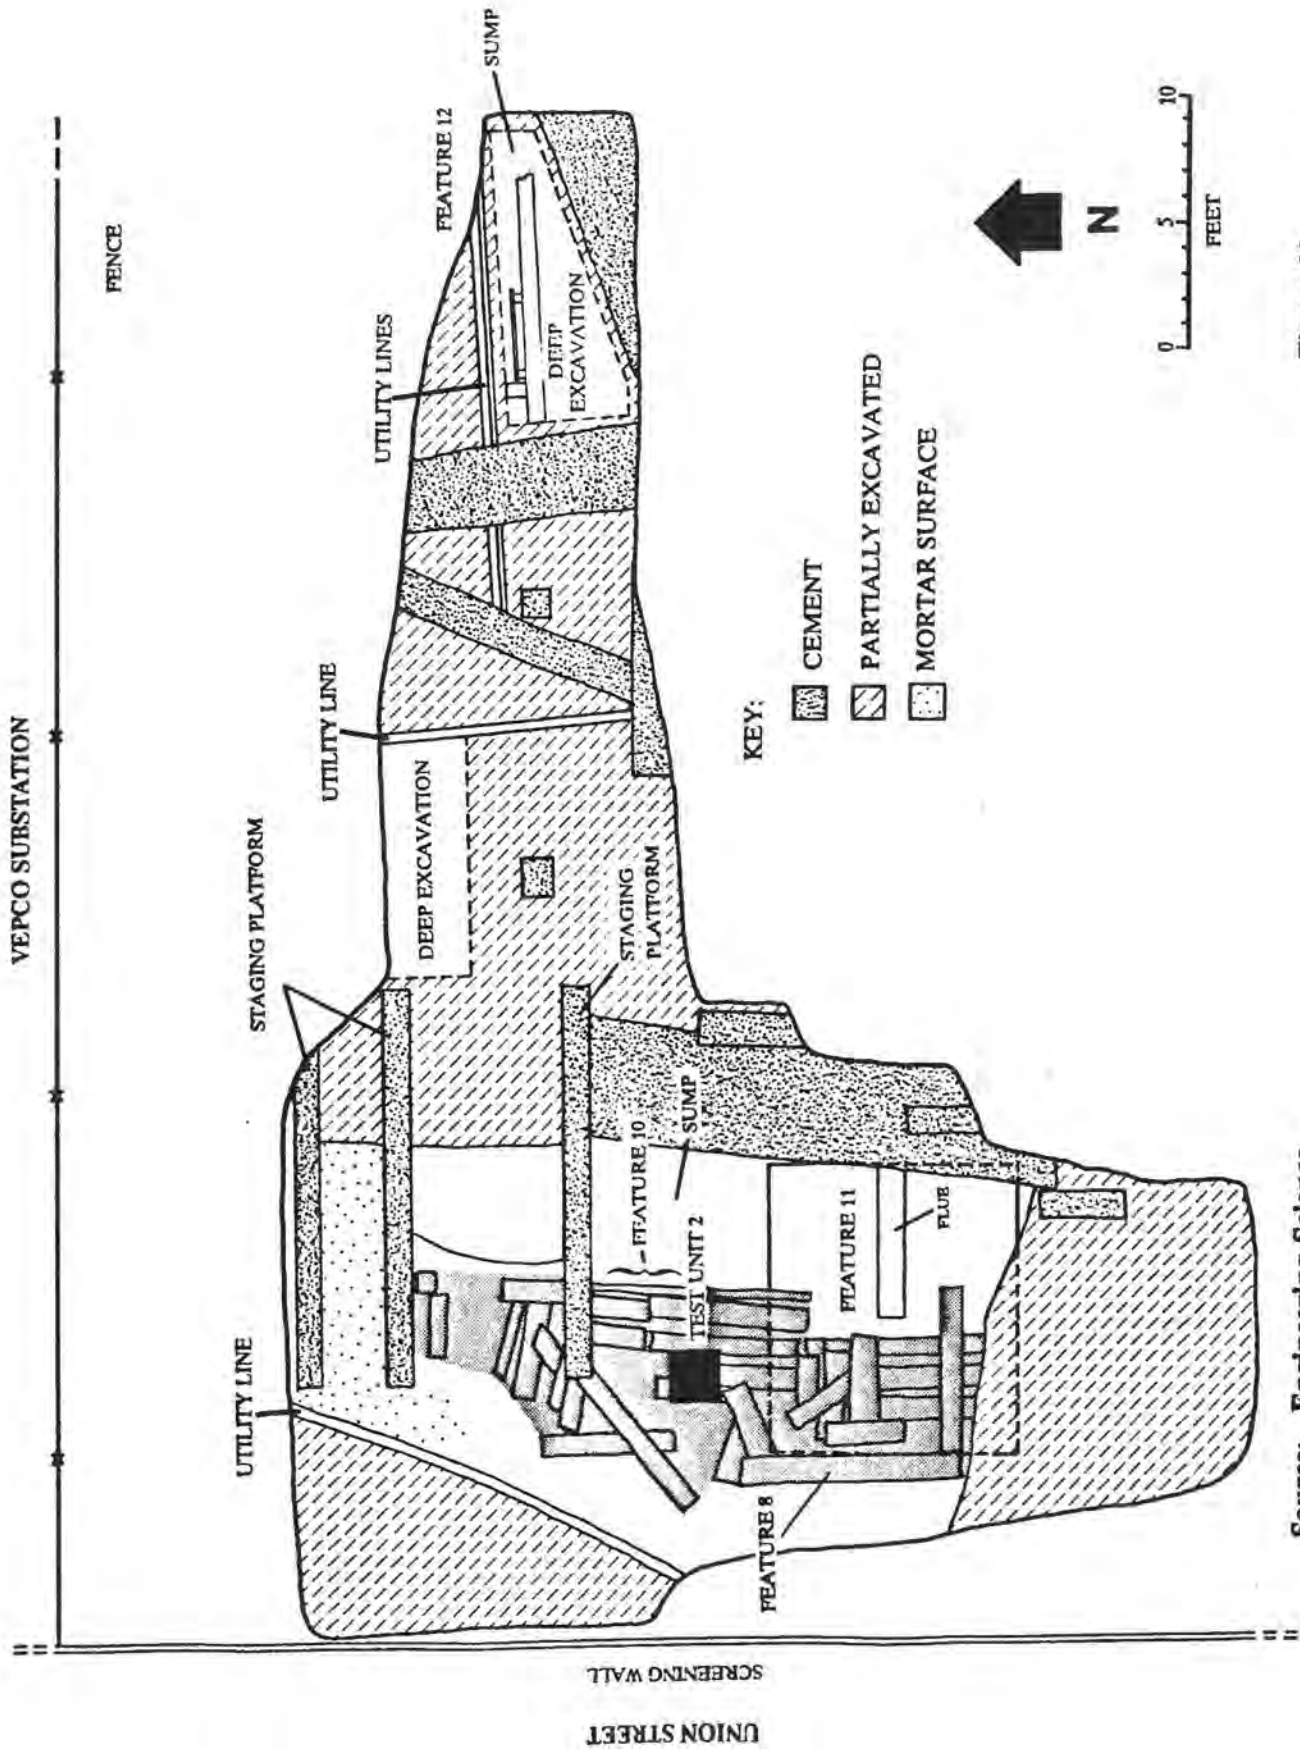 VEPCO SUBSTATION
FENCE
SUMP
FEATURE 12
UTILITY LINES
DEEP
EXCAVATION
UTILITY LINE
STAGING PLATFORM
DEEP EXCAVATION
STAGING
PLATFORM
UTILITY LINE
FEATURE 10
SUMP
TEST UNIT 2
FEATURE 11
FLUE
FEATURE 8
SCREENING WALL
UNION STREET
KEY:
CEMENT
PARTIALLY EXCAVATED
MORTAR SURFACE
N
0 5 10
FEET